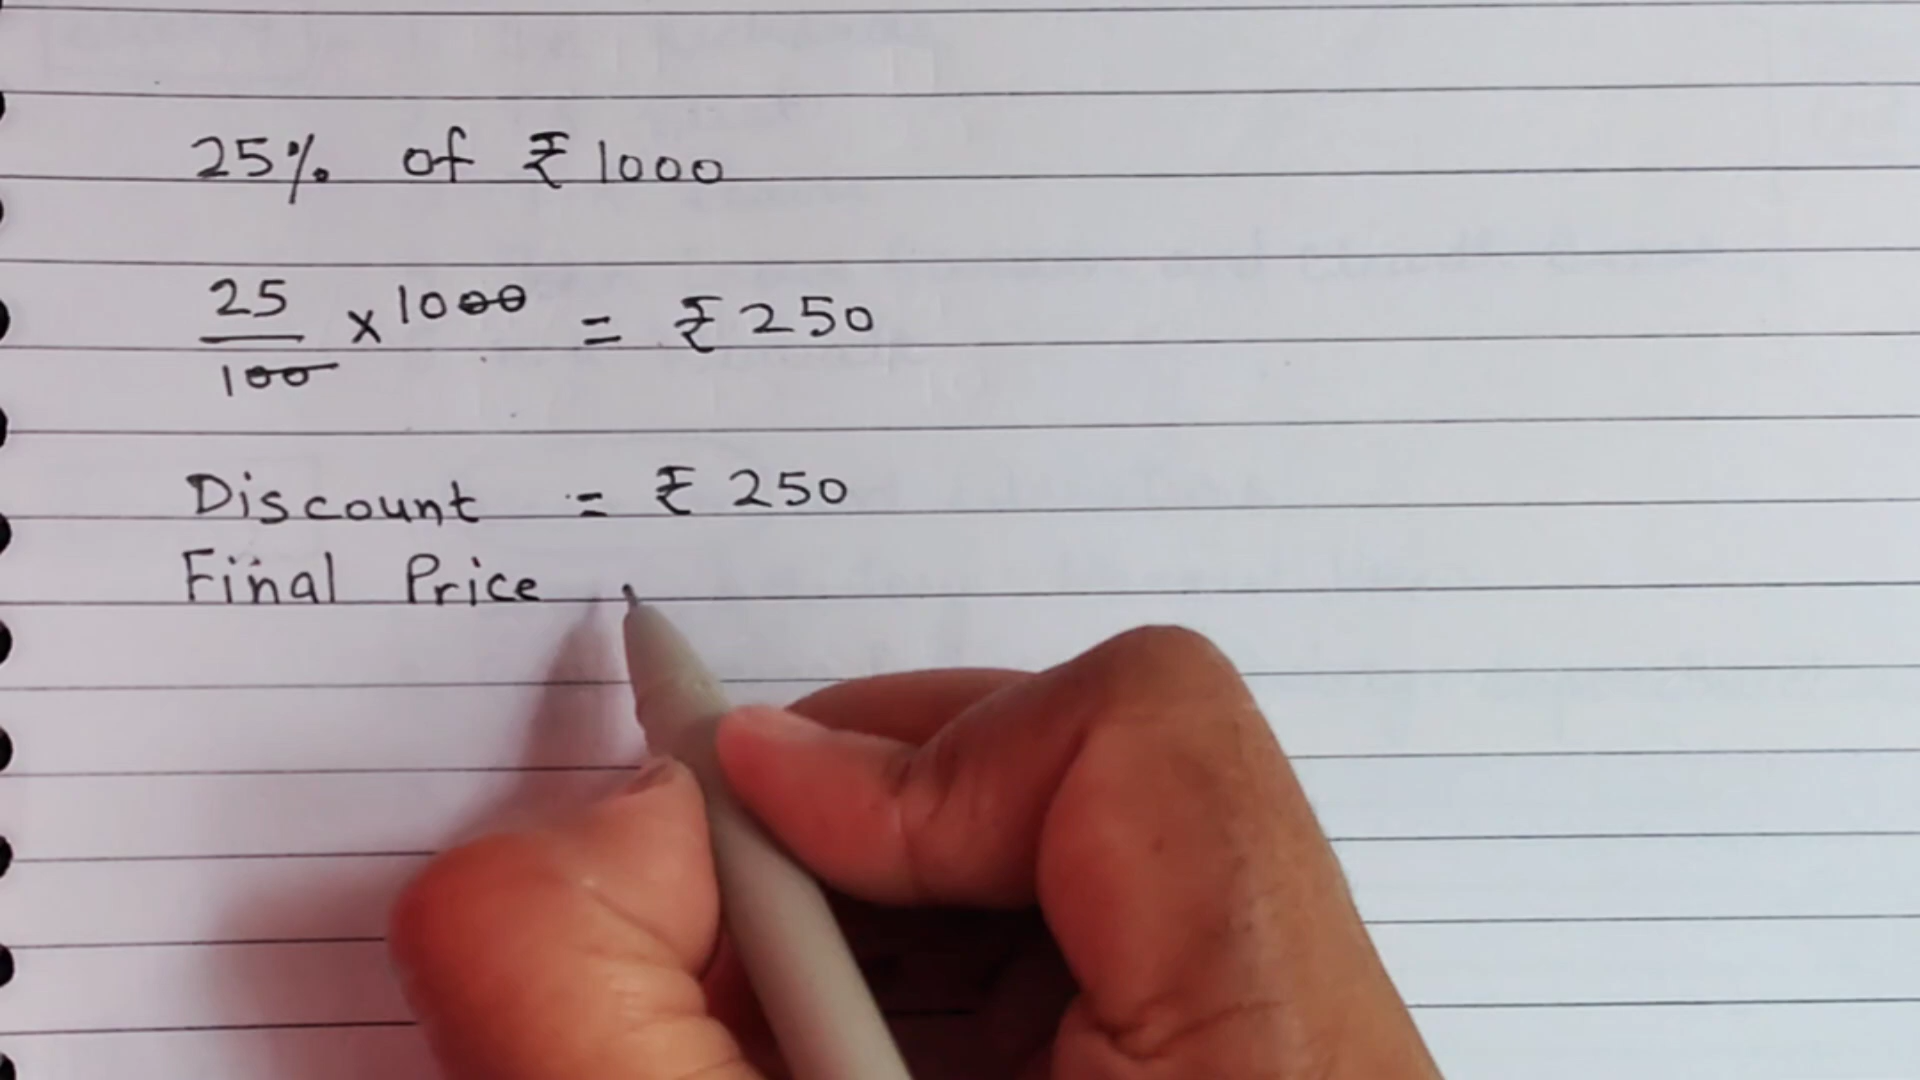 25% of ₹ 1000
25/100 x 1000 = ₹ 250
Discount = ₹ 250
Final Price